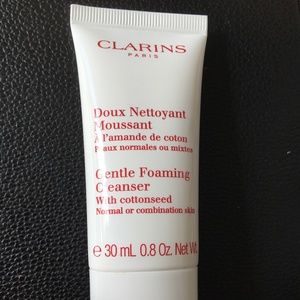 CLARINS
PARIS
Doux Nettoyant
Moussant
A l'amande de coton
Peaux normales ou mixtes
Gentle Foaming
Cleanser
With cottonseed
Normal or combination skin
e 30 mL 0.8 Oz. Net Wt.